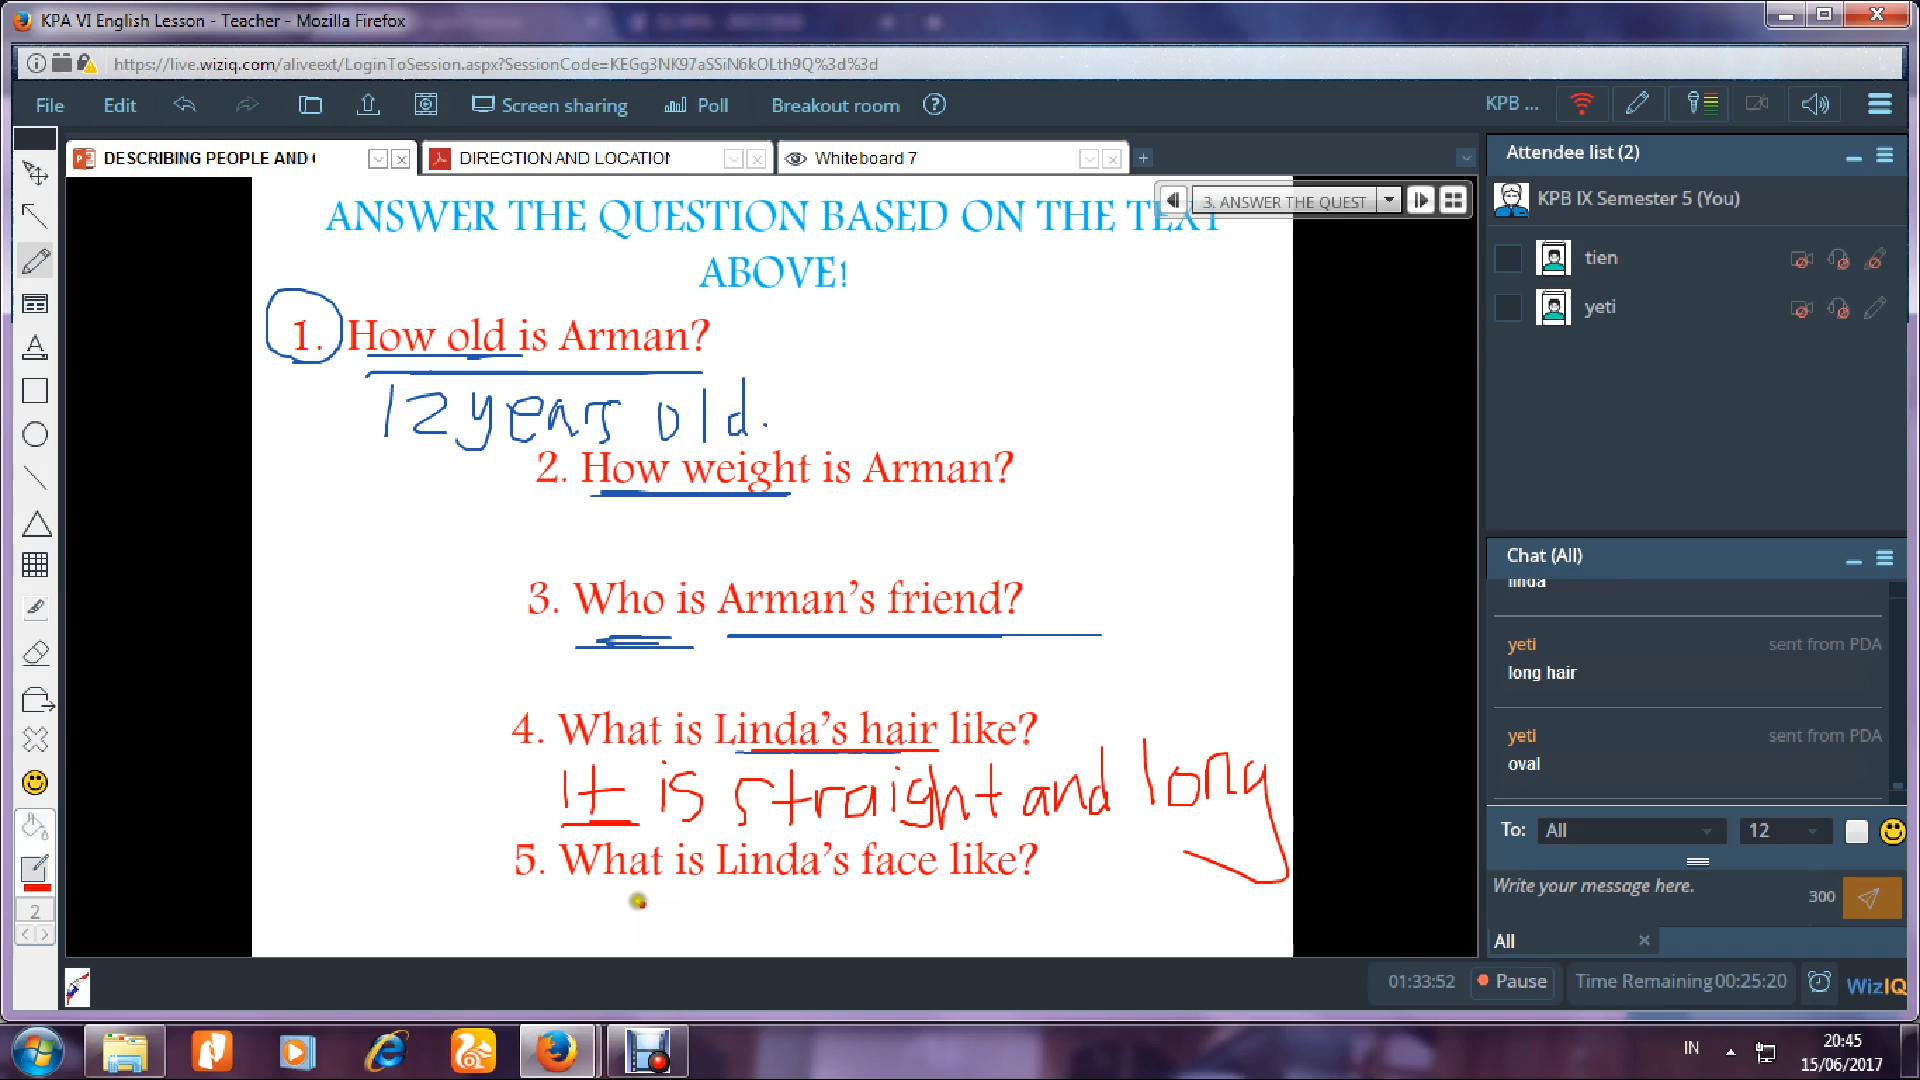 KPA VI English Lesson - Teacher - Mozilla Firefox
https://live.wiziq.com/aliveext/LoginToSession.aspx?SessionCode=KEGg3NK97aSSiN6kOLth9Q%3d%3d
File Edit Screen sharing Poll Breakout room KPB ...
DESCRIBING PEOPLE AND
DIRECTION AND LOCATION
Whiteboard 7
3. ANSWER THE QUEST
ANSWER THE QUESTION BASED ON THE TEXT
ABOVE!
1. How old is Arman?
12 years old.
2. How weight is Arman?
3. Who is Arman's friend?
4. What is Linda's hair like?
It is straight and long
5. What is Linda's face like?
2
Attendee list (2)
KPB IX Semester 5 (You)
tien
yeti
Chat (All)
linda
yeti sent from PDA
long hair
yeti sent from PDA
oval
To: All 12
Write your message here. 300
All
01:33:52 Pause Time Remaining 00:25:20 WizIQ
IN 20:45
15/06/2017